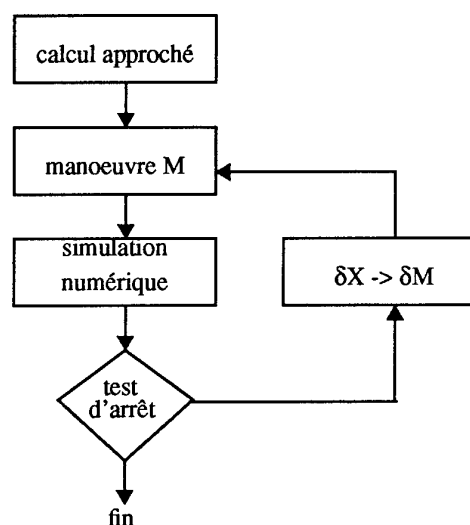 calcul approché
manoeuvre M
simulation
numérique
δX -> δM
test
d'arrêt
fin